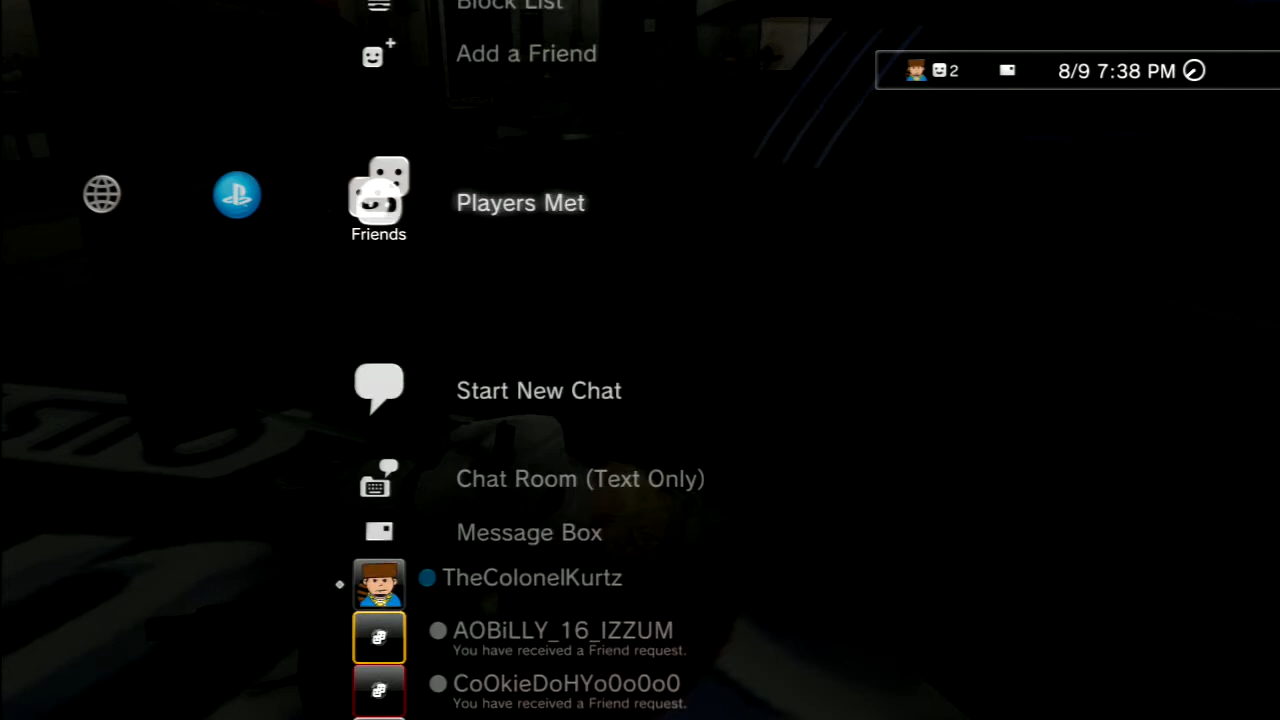 Block List
Add a Friend
2
8/9 7:38 PM
Players Met
Friends
Start New Chat
Chat Room (Text Only)
Message Box
TheColonelKurtz
AOBiLLY_16_IZZUM
You have received a Friend request.
CoOkieDoHYo0o0o0
You have received a Friend request.